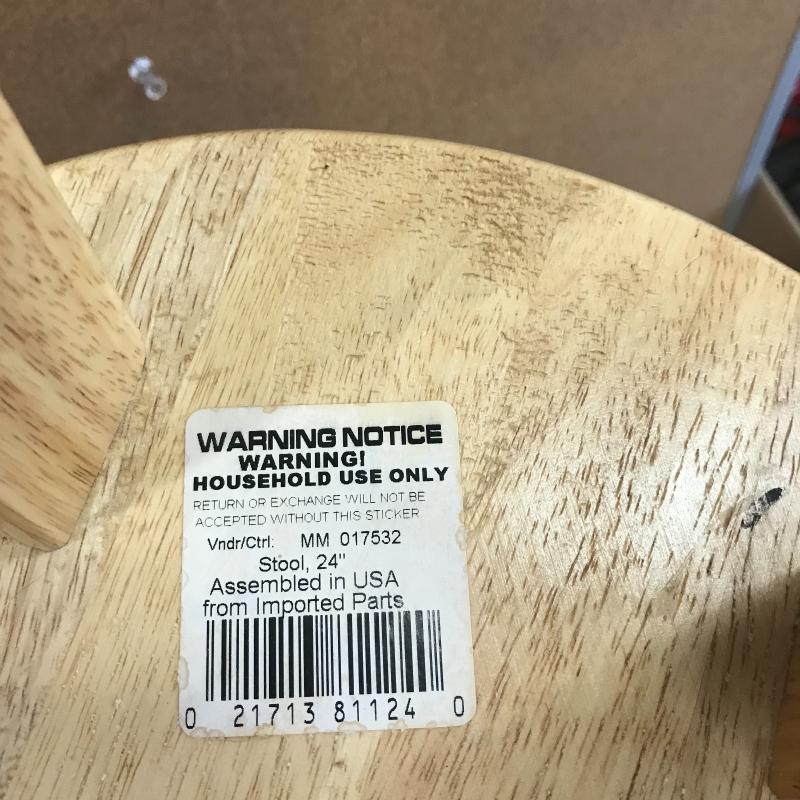 WARNING NOTICE
WARNING!
HOUSEHOLD USE ONLY
RETURN OR EXCHANGE WILL NOT BE
ACCEPTED WITHOUT THIS STICKER
Vndr/Ctrl: MM 017532
Stool, 24"
Assembled in USA
from Imported Parts
0 21713 81124 0